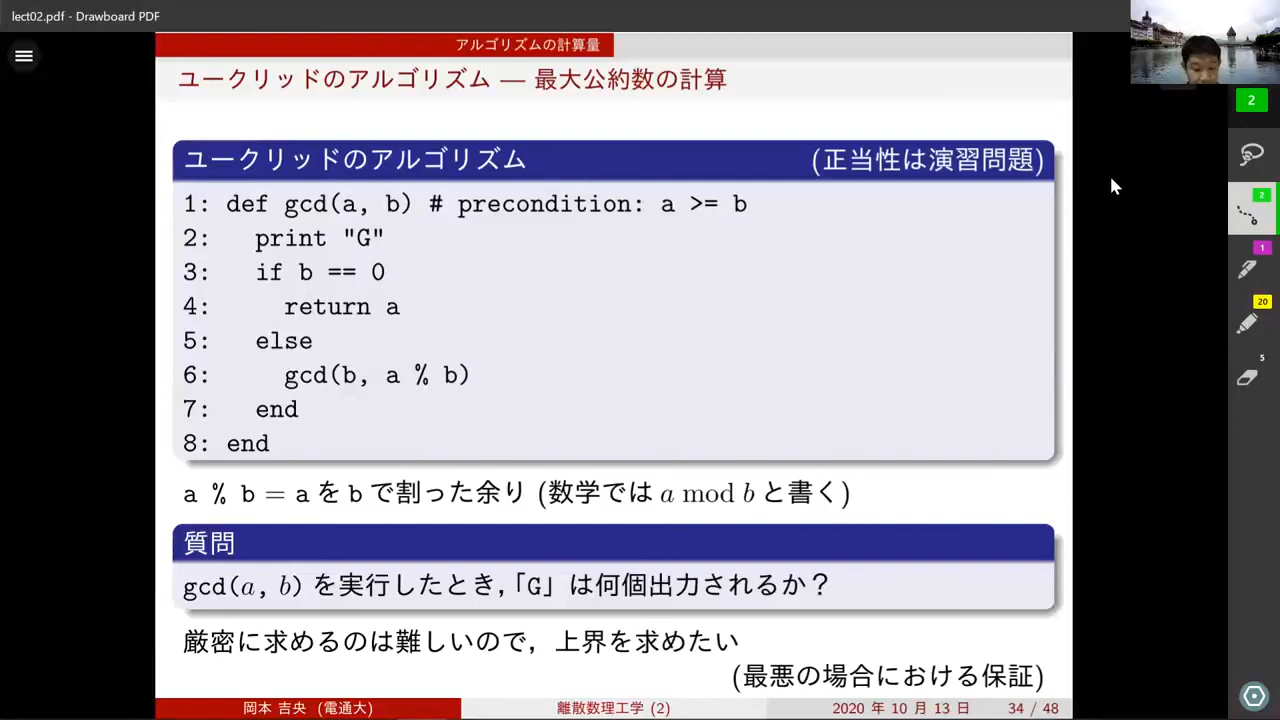 lect02.pdf - Drawboard PDF
アルゴリズムの計算量
ユークリッドのアルゴリズム — 最大公約数の計算
2
ユークリッドのアルゴリズム (正当性は演習問題)
1: def gcd(a, b) # precondition: a >= b
2: print "G"
3: if b == 0
4: return a
5: else
6: gcd(b, a % b)
7: end
8: end
2
1
20
5
a % b = a を b で割った余り (数学では a mod b と書く)
質問
gcd(a, b) を実行したとき,「G」は何個出力されるか？
厳密に求めるのは難しいので，上界を求めたい
(最悪の場合における保証)
岡本 吉央 (電通大) 離散数理工学 (2) 2020 年 10 月 13 日 34 / 48